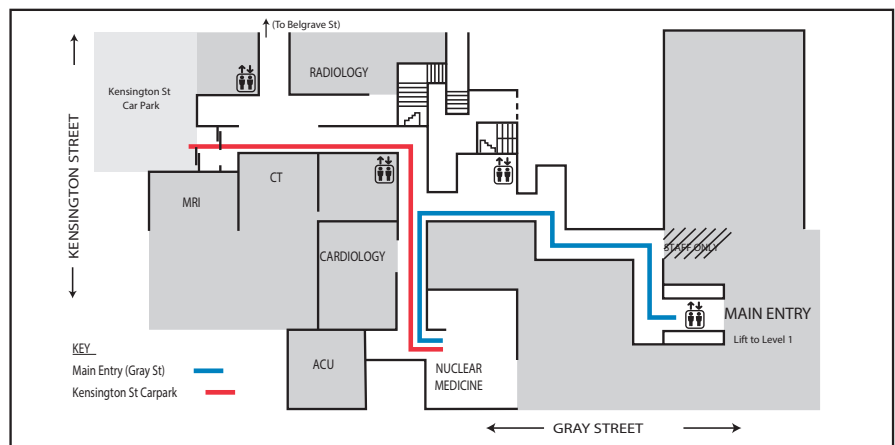 (To Belgrave St)
RADIOLOGY
Kensington St
Car Park
KENSINGTON STREET
MRI
CT
CARDIOLOGY
STAFF ONLY
MAIN ENTRY
Lift to Level 1
KEY
Main Entry (Gray St)
Kensington St Carpark
ACU
NUCLEAR
MEDICINE
GRAY STREET